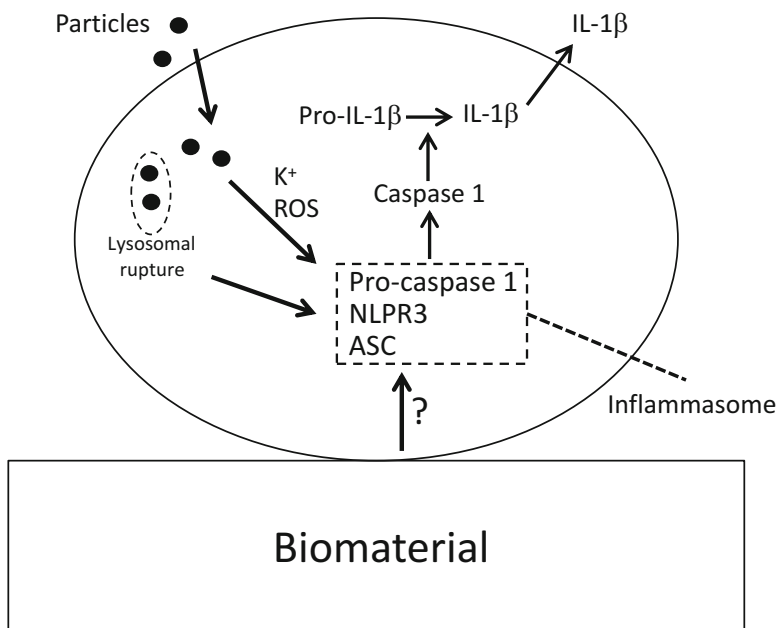 Particles
IL-1β
Pro-IL-1β
IL-1β
K⁺
ROS
Caspase 1
Lysosomal
rupture
Pro-caspase 1
NLPR3
ASC
?
Inflammasome
Biomaterial